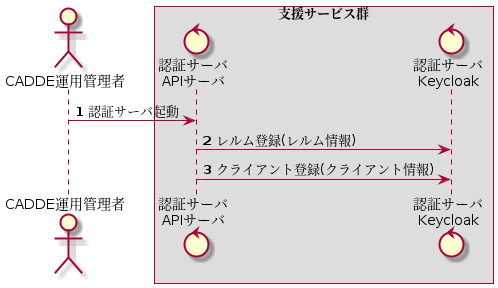 支援サービス群
CADDE運用管理者
認証サーバ
APIサーバ
認証サーバ
Keycloak
1 認証サーバ起動
2 レルム登録(レルム情報)
3 クライアント登録(クライアント情報)
CADDE運用管理者
認証サーバ
APIサーバ
認証サーバ
Keycloak